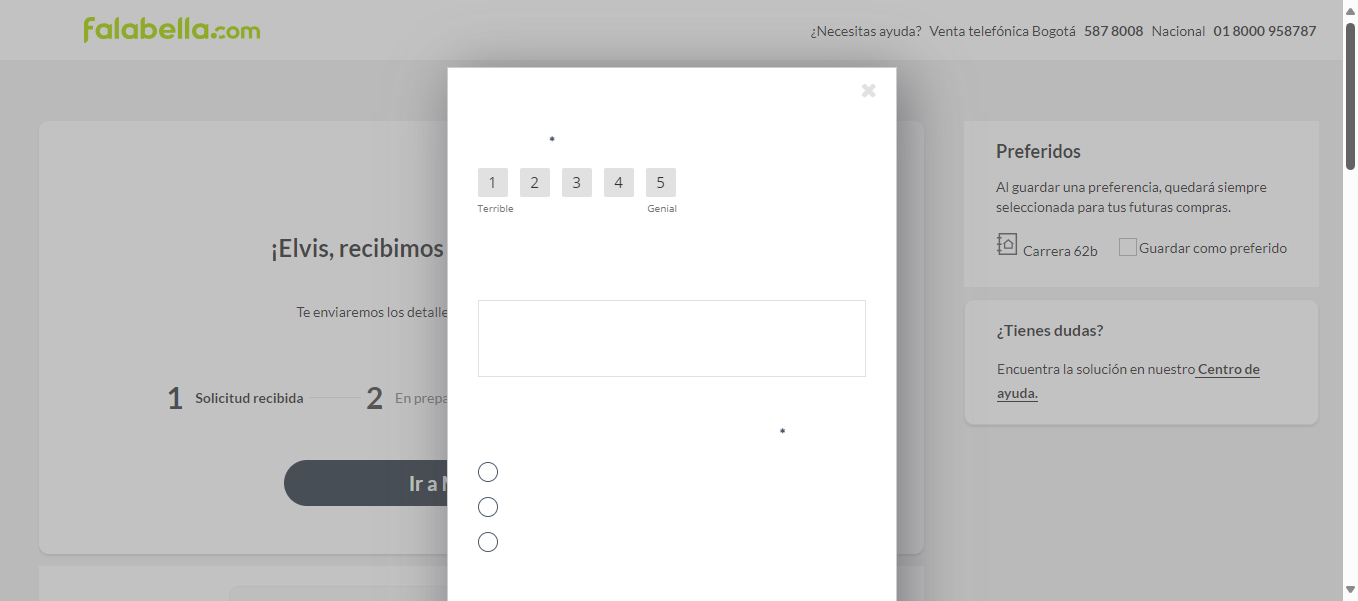 falabella.com
¿Necesitas ayuda? Venta telefónica Bogotá 587 8008 Nacional 01 8000 958787
*
1 2 3 4 5
Terrible Genial
*
¡Elvis, recibimos
Te enviaremos los detalle
1 Solicitud recibida 2 En prepa
Ir a
Preferidos
Al guardar una preferencia, quedará siempre
seleccionada para tus futuras compras.
Carrera 62b Guardar como preferido
¿Tienes dudas?
Encuentra la solución en nuestro Centro de
ayuda.